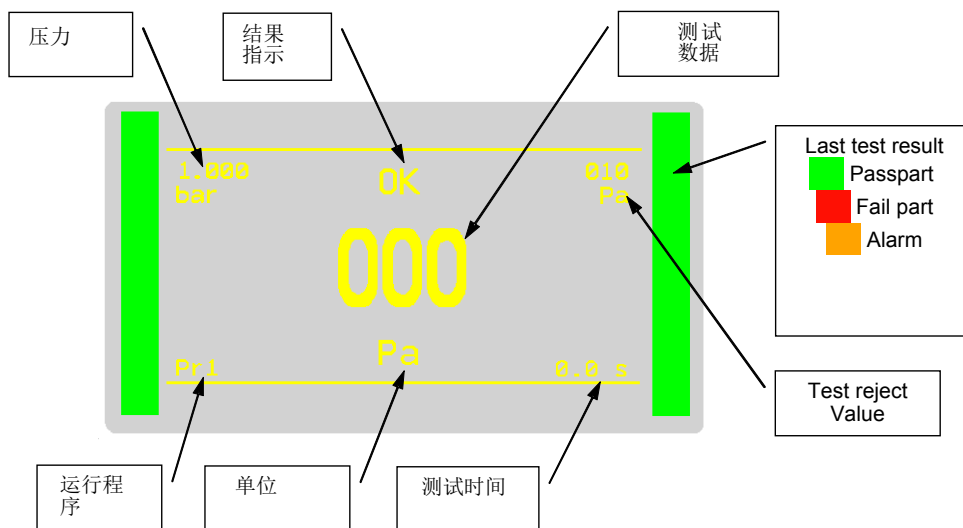 压力
结果
指示
测试
数据
1.000
bar
OK
010
Pa
000
Pa
Pr1
0.0 s
Last test result
Passpart
Fail part
Alarm
Test reject
Value
运行程
序
单位
测试时间